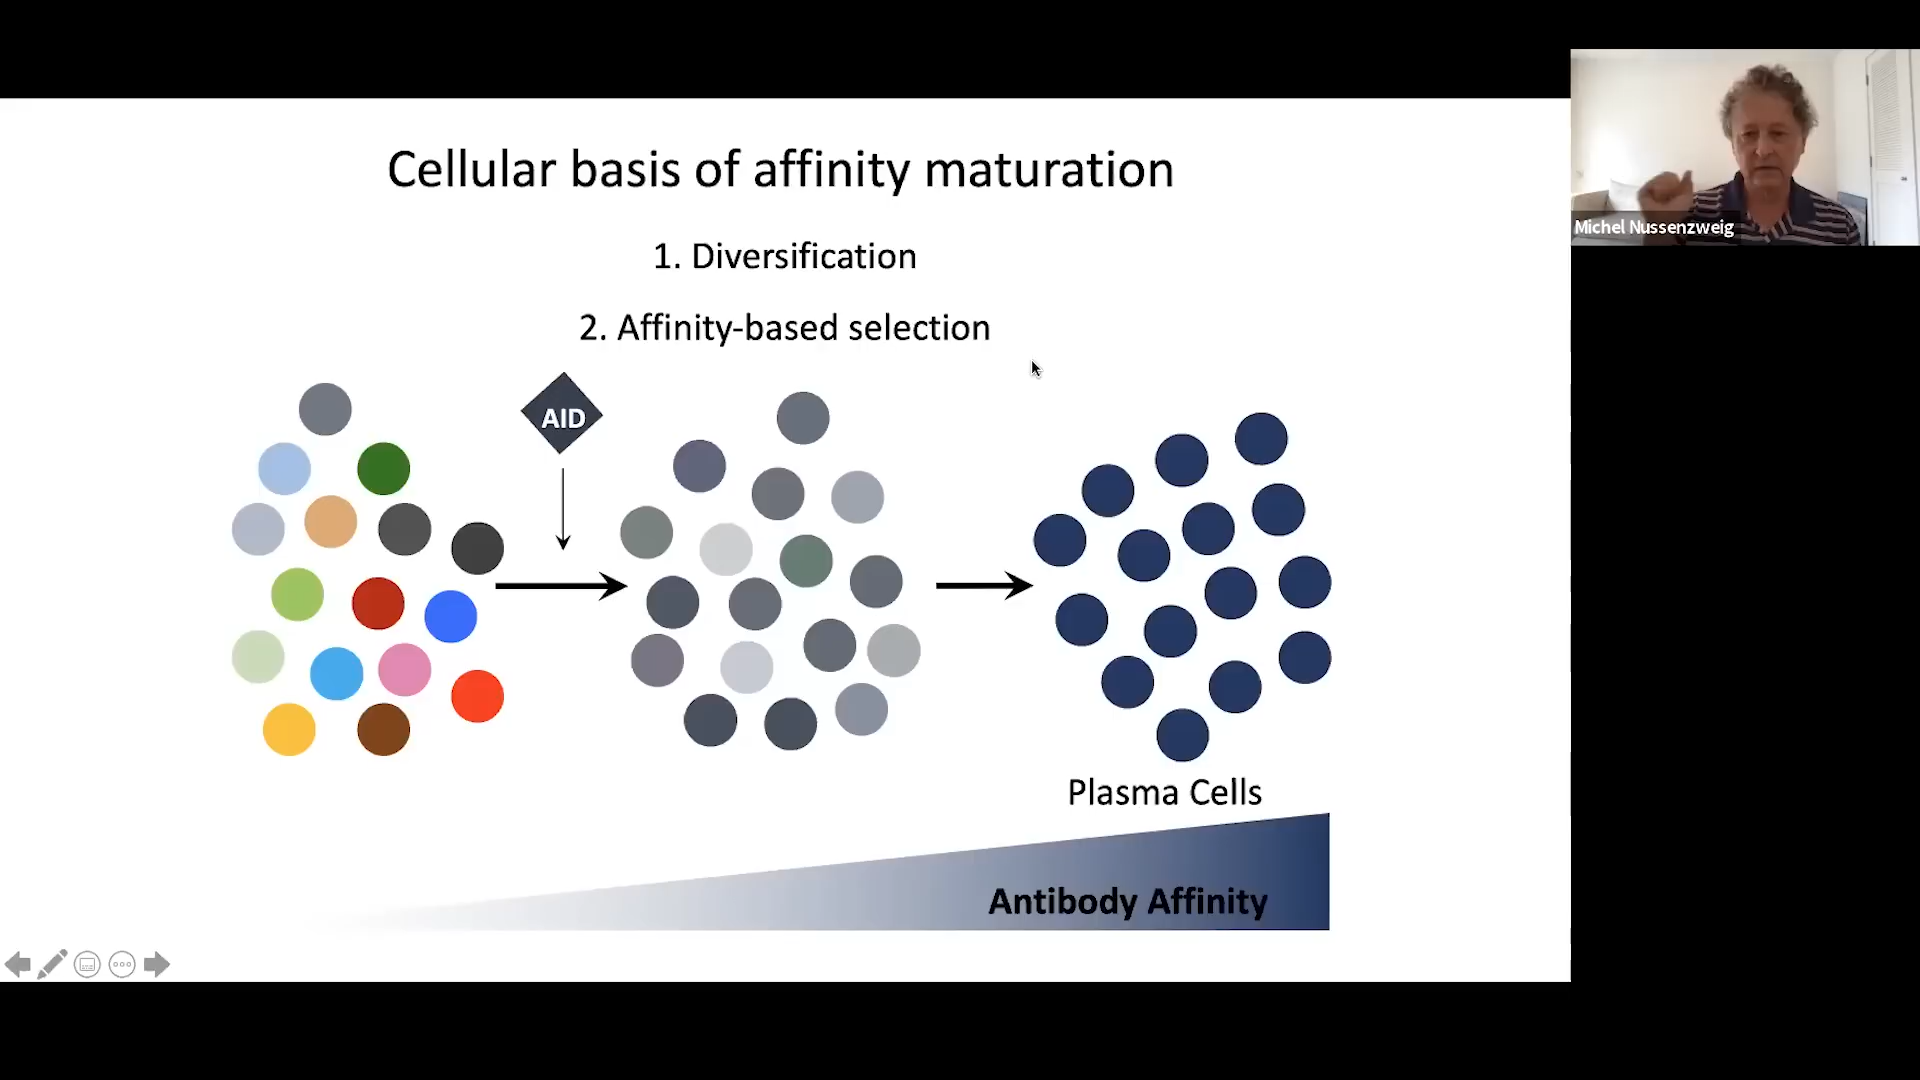 Cellular basis of affinity maturation
1. Diversification
2. Affinity-based selection
AID
Plasma Cells
Antibody Affinity
Michel Nussenzweig